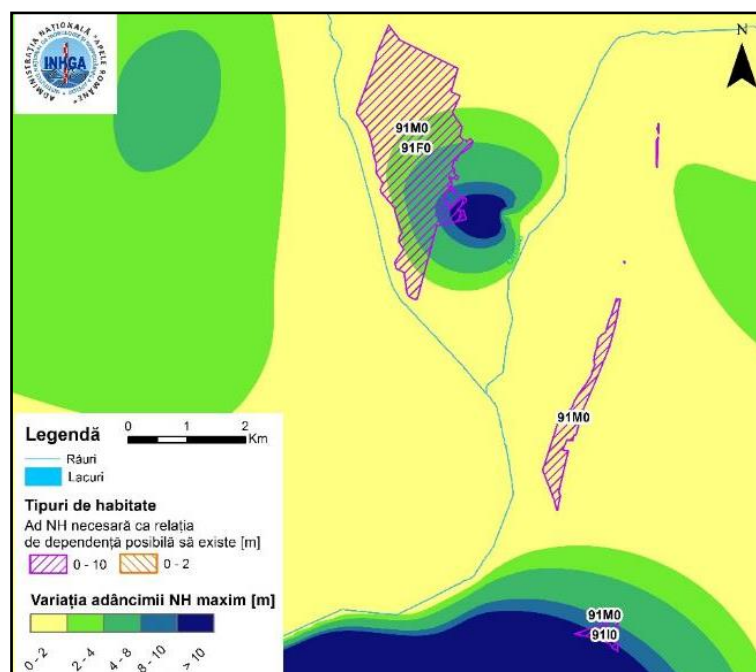 ADMINISTRAȚIA NAȚIONALĂ "APELE ROMÂNE"
INHGA
N
91M0
91F0
91M0
91M0
91I0
Legendă
0 1 2
Km
Râuri
Lacuri
Tipuri de habitate
Ad NH necesară ca relația
de dependență posibilă să existe [m]
0 - 10 0 - 2
Variația adâncimii NH maxim [m]
0 - 2 2 - 4 4 - 8 8 - 10 > 10